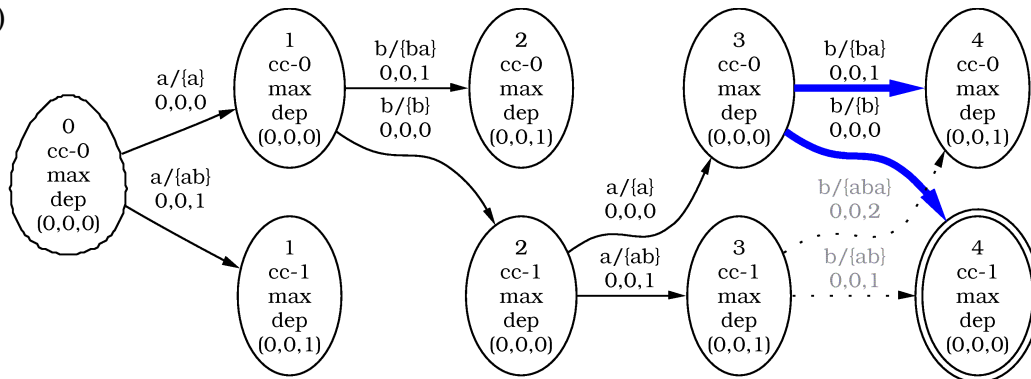 )
0
cc-0
max
dep
(0,0,0)
a/{a}
0,0,0
a/{ab}
0,0,1
1
cc-0
max
dep
(0,0,0)
1
cc-1
max
dep
(0,0,1)
b/{ba}
0,0,1
b/{b}
0,0,0
2
cc-0
max
dep
(0,0,1)
2
cc-1
max
dep
(0,0,0)
a/{a}
0,0,0
a/{ab}
0,0,1
3
cc-0
max
dep
(0,0,0)
3
cc-1
max
dep
(0,0,1)
b/{ba}
0,0,1
b/{b}
0,0,0
b/{aba}
0,0,2
b/{ab}
0,0,1
4
cc-0
max
dep
(0,0,1)
4
cc-1
max
dep
(0,0,0)